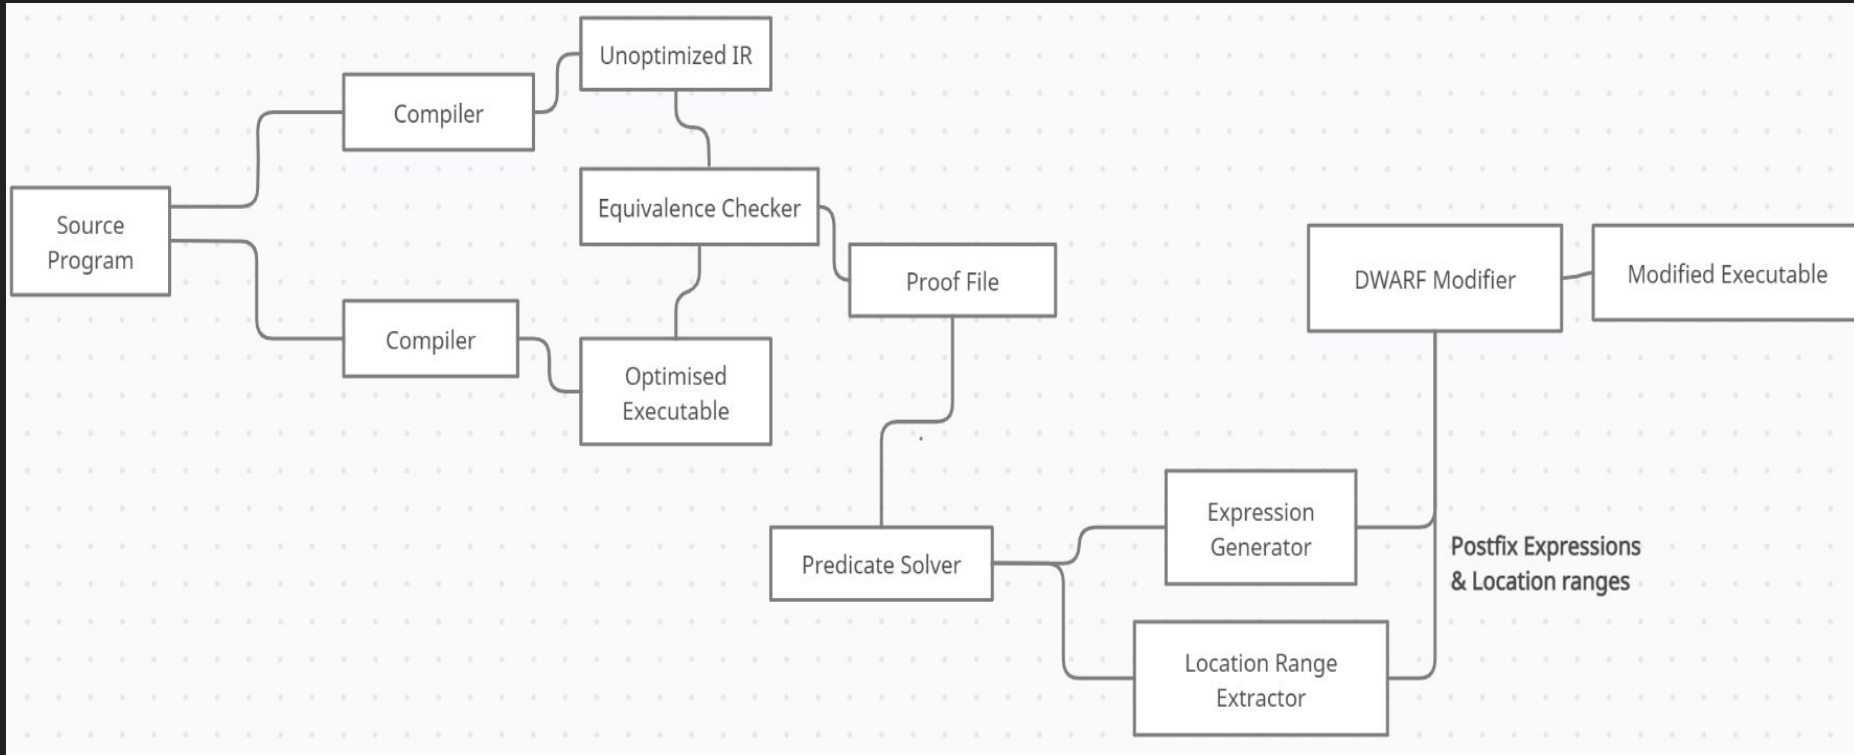 Unoptimized IR
Compiler
Equivalence Checker
Source
Program
Proof File
DWARF Modifier
Modified Executable
Compiler
Optimised
Executable
Expression
Generator
Predicate Solver
Postfix Expressions
& Location ranges
Location Range
Extractor